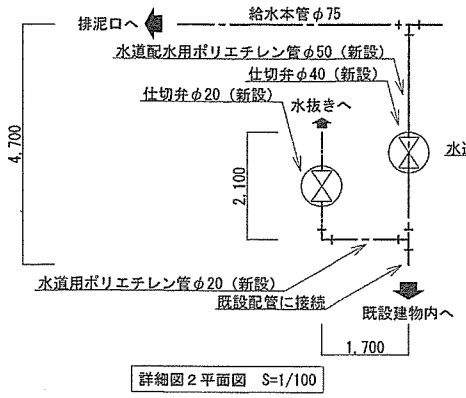 排泥口へ
給水本管φ75
水道配水用ポリエチレン管φ50（新設）
仕切弁φ40（新設）
仕切弁φ20（新設）
水抜きへ
4,700
2,100
水道用ポリエチレン管φ20（新設）
既設配管に接続
既設建物内へ
1,700
詳細図２平面図 S=1/100